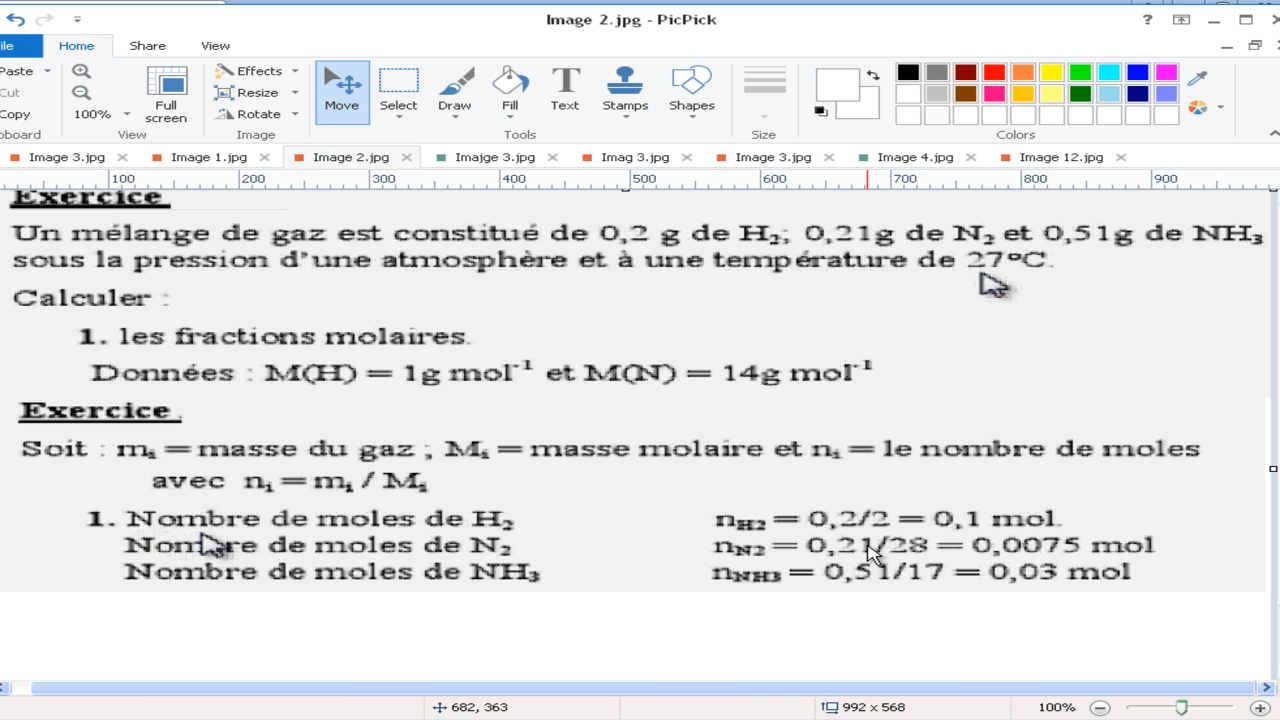 Image 2.jpg - PicPick
ile Home Share View
Paste
Cut
Copy
pboard
100%
View
Full screen
Effects
Resize
Rotate
Image
Move
Select
Draw
Fill
Text
Stamps
Shapes
Tools
Size
Colors
Image 3.jpg Image 1.jpg Image 2.jpg Imajge 3.jpg Imag 3.jpg Image 3.jpg Image 4.jpg Image 12.jpg
100 200 300 400 500 600 700 800 900
Exercice
Un mélange de gaz est constitué de 0,2 g de H₂; 0,21g de N₂ et 0,51g de NH₃
sous la pression d’une atmosphère et à une température de 27°C.
Calculer :
1. les fractions molaires.
Données : M(H) = 1g mol⁻¹ et M(N) = 14g mol⁻¹
Exercice .
Soit : mᵢ = masse du gaz ; Mᵢ = masse molaire et nᵢ = le nombre de moles
avec nᵢ = mᵢ / Mᵢ
1. Nombre de moles de H₂ nH2 = 0,2/2 = 0,1 mol.
Nombre de moles de N₂ nN2 = 0,21/28 = 0,0075 mol
Nombre de moles de NH₃ nNH3 = 0,51/17 = 0,03 mol
682, 363 992 x 568 100%